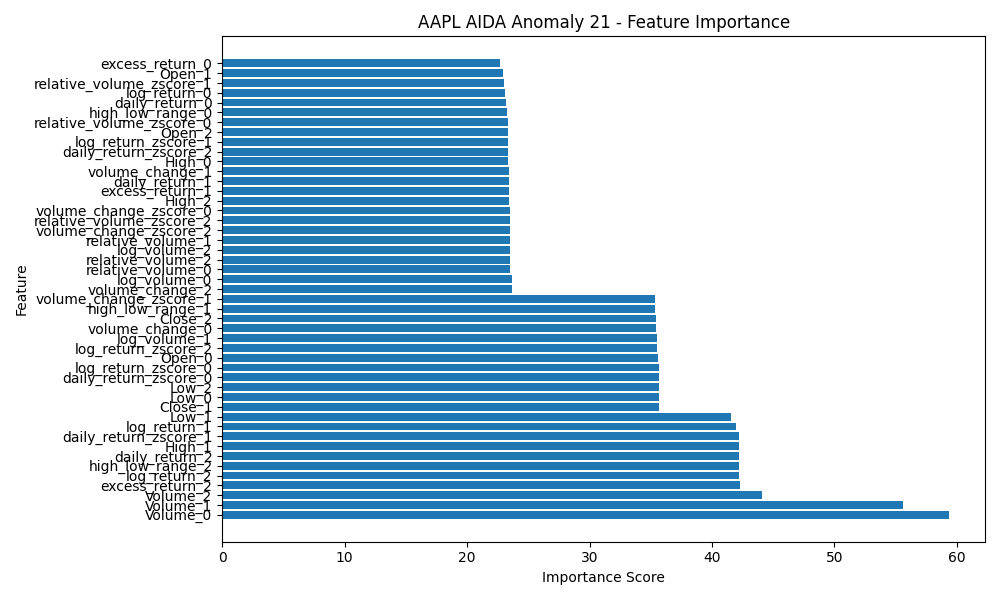 AAPL AIDA Anomaly 21 - Feature Importance
excess_return_0
Open_1
relative_volume_zscore_1
log_return_0
daily_return_0
high_low_range_0
relative_volume_zscore_0
Open_2
log_return_zscore_1
daily_return_zscore_2
High_0
volume_change_1
daily_return_1
excess_return_1
High_2
volume_change_zscore_0
relative_volume_zscore_2
volume_change_zscore_2
relative_volume_1
log_volume_2
relative_volume_2
relative_volume_0
log_volume_0
volume_change_2
volume_change_zscore_1
high_low_range_1
Close_2
volume_change_0
log_volume_1
log_return_zscore_2
Open_0
log_return_zscore_0
daily_return_zscore_0
Low_2
Low_0
Close_1
Low_1
log_return_1
daily_return_zscore_1
High_1
daily_return_2
high_low_range_2
log_return_2
excess_return_2
Volume_2
Volume_1
Volume_0
Feature
0 10 20 30 40 50 60
Importance Score